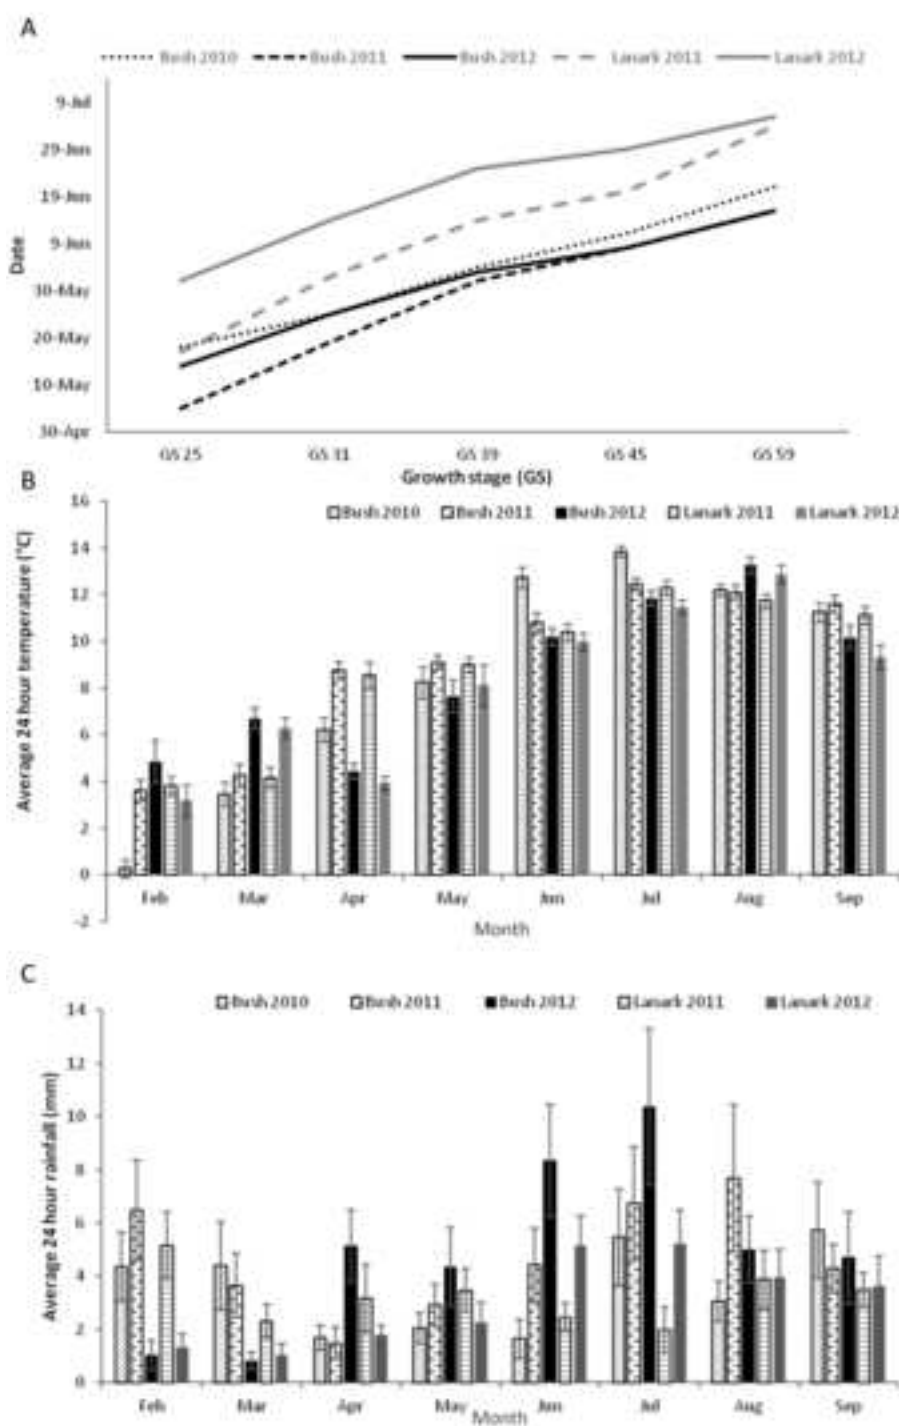 A
Bush 2010 Bush 2011 Bush 2012 Lanark 2011 Lanark 2012
9-Jul
29-Jun
19-Jun
9-Jun
30-May
20-May
10-May
30-Apr
Date
GS 25 GS 31 GS 39 GS 45 GS 59
Growth stage (GS)
B
Bush 2010 Bush 2011 Bush 2012 Lanark 2011 Lanark 2012
16
14
12
10
8
6
4
2
0
-2
Average 24 hour temperature (°C)
Feb Mar Apr May Jun Jul Aug Sep
Month
C
Bush 2010 Bush 2011 Bush 2012 Lanark 2011 Lanark 2012
14
12
10
8
6
4
2
0
Average 24 hour rainfall (mm)
Feb Mar Apr May Jun Jul Aug Sep
Month